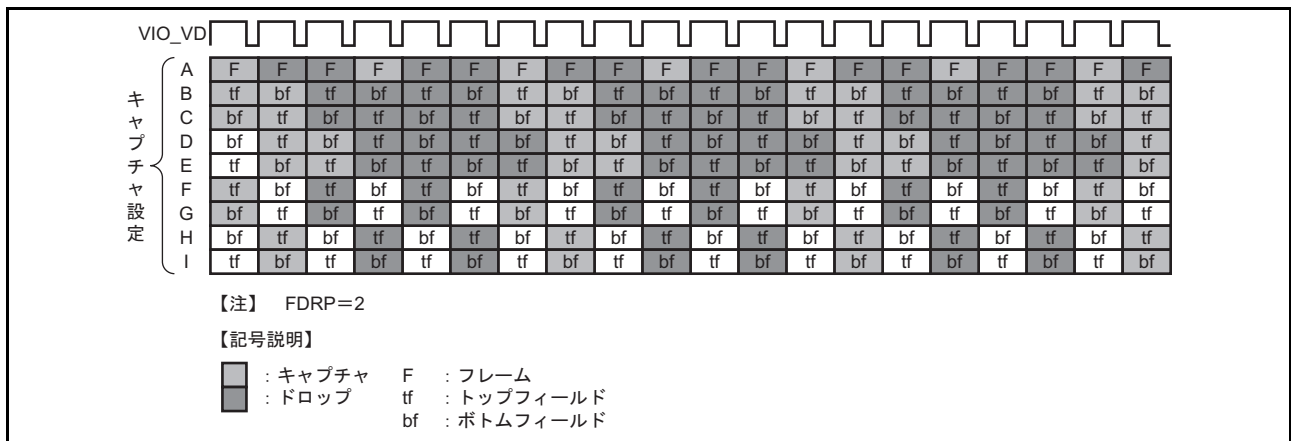 VIO_VD
キャプチャ設定
A F F F F F F F F F F F F F F F F F F F F
B tf bf tf bf tf bf tf bf tf bf tf bf tf bf tf bf tf bf tf bf
C bf tf bf tf bf tf bf tf bf tf bf tf bf tf bf tf bf tf bf tf
D bf tf bf tf bf tf bf tf bf tf bf tf bf tf bf tf bf tf bf tf
E tf bf tf bf tf bf tf bf tf bf tf bf tf bf tf bf tf bf tf bf
F tf bf tf bf tf bf tf bf tf bf tf bf tf bf tf bf tf bf tf bf
G bf tf bf tf bf tf bf tf bf tf bf tf bf tf bf tf bf tf bf tf
H bf tf bf tf bf tf bf tf bf tf bf tf bf tf bf tf bf tf bf tf
I tf bf tf bf tf bf tf bf tf bf tf bf tf bf tf bf tf bf tf bf
【注】 FDRP=2
【記号説明】
:キャプチャ F :フレーム
:ドロップ tf :トップフィールド
bf :ボトムフィールド